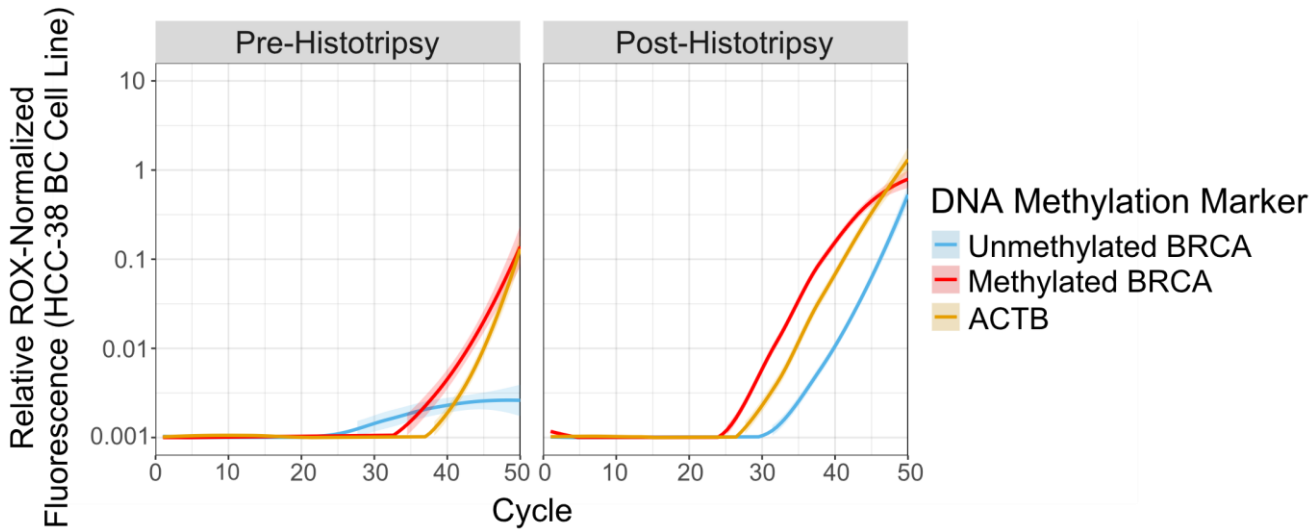 Relative ROX-Normalized
Fluorescence (HCC-38 BC Cell Line)
Pre-Histotripsy
Post-Histotripsy
10
1
0.1
0.01
0.001
0 10 20 30 40 50
0 10 20 30 40 50
Cycle
DNA Methylation Marker
Unmethylated BRCA
Methylated BRCA
ACTB